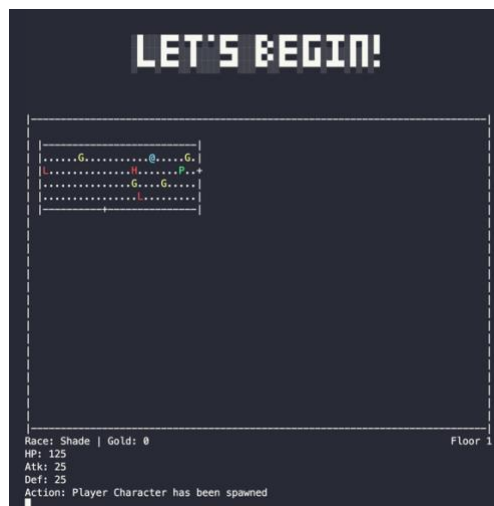 LET'S BEGIN!
|-----------------------------------------------------------------------------|
| |--------------------------| |
| |......G...........@.....G.| |
| |L..............H.......P..+ |
| |...............G....G.....| |
| |................L.........| |
| |----------+---------------| |
|-----------------------------------------------------------------------------|
Race: Shade | Gold: 0 Floor 1
HP: 125
Atk: 25
Def: 25
Action: Player Character has been spawned